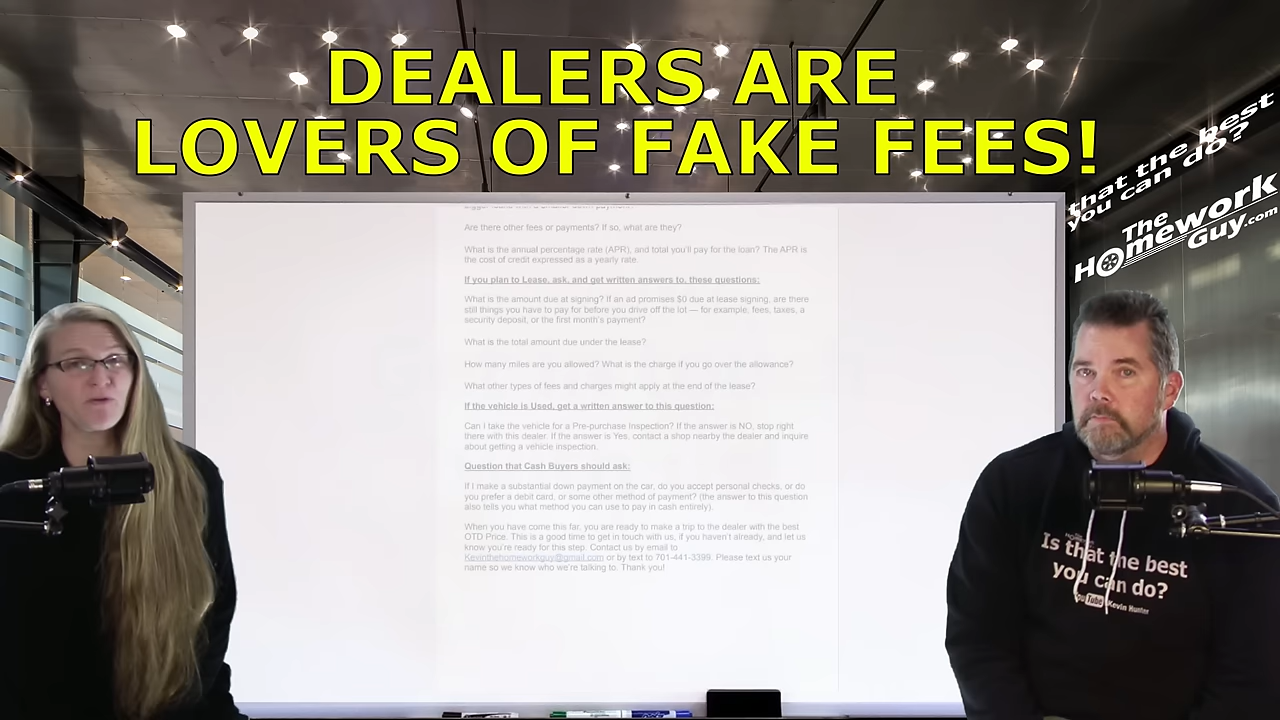 DEALERS ARE
LOVERS OF FAKE FEES!
that the best
you can do?
The
Homework
Guy.com
Are there other fees or payments? If so, what are they?
What is the annual percentage rate (APR), and total you'll pay for the loan? The APR is
the cost of credit expressed as a yearly rate.
If you plan to Lease, ask, and get written answers to, these questions:
What is the amount due at signing? If an ad promises $0 due at lease signing, are there
still things you have to pay for before you drive off the lot — for example, fees, taxes, a
security deposit, or the first month's payment?
What is the total amount due under the lease?
How many miles are you allowed? What is the charge if you go over the allowance?
What other types of fees and charges might apply at the end of the lease?
If the vehicle is Used, get a written answer to this question:
Can I take the vehicle for a Pre-purchase Inspection? If the answer is NO, stop right
there with this dealer. If the answer is Yes, contact a shop nearby the dealer and inquire
about getting a vehicle inspection.
Question that Cash Buyers should ask:
If I make a substantial down payment on the car, do you accept personal checks, or do
you prefer a debit card, or some other method of payment? (the answer to this question
also tells you what method you can use to pay in cash entirely).
When you have come this far, you are ready to make a trip to the dealer with the best
OTD Price. This is a good time to get in touch with us, if you haven't already, and let us
know you're ready for this step. Contact us by email to
Kevinthehomeworkguy@gmail.com or by text to 701-441-3399. Please text us your
name so we know who we're talking to. Thank you!
Is that the best
you can do?
YouTube Kevin Hunter